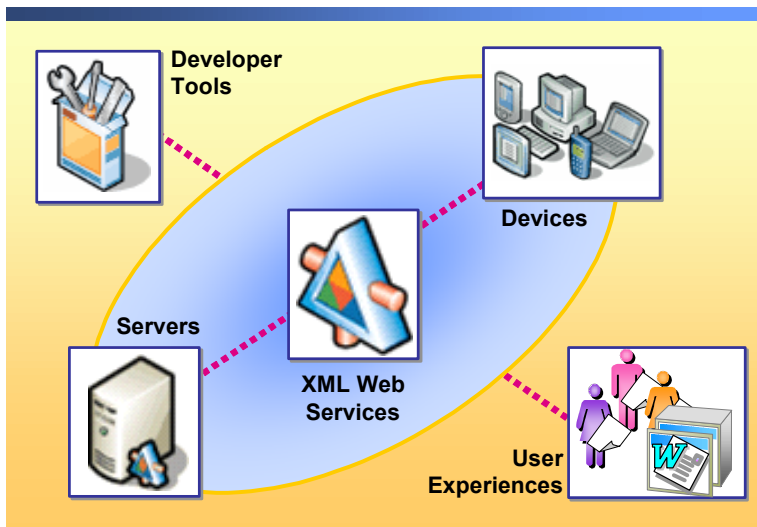 Developer
Tools
Devices
Servers
XML Web
Services
User
Experiences
W